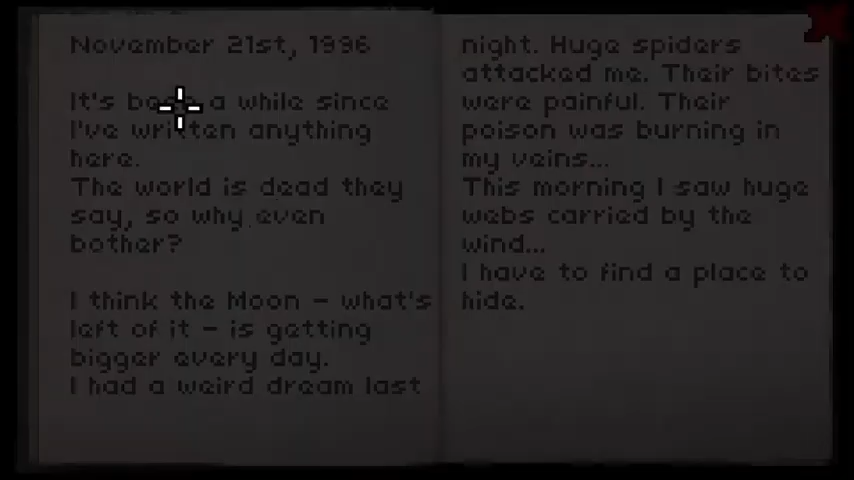 November 21st, 1996
It's been a while since
I've written anything
here.
The world is dead they
say, so why even
bother?
I think the Moon - what's
left of it - is getting
bigger every day.
I had a weird dream last
night. Huge spiders
attacked me. Their bites
were painful. Their
poison was burning in
my veins...
This morning I saw huge
webs carried by the
wind...
I have to find a place to
hide.